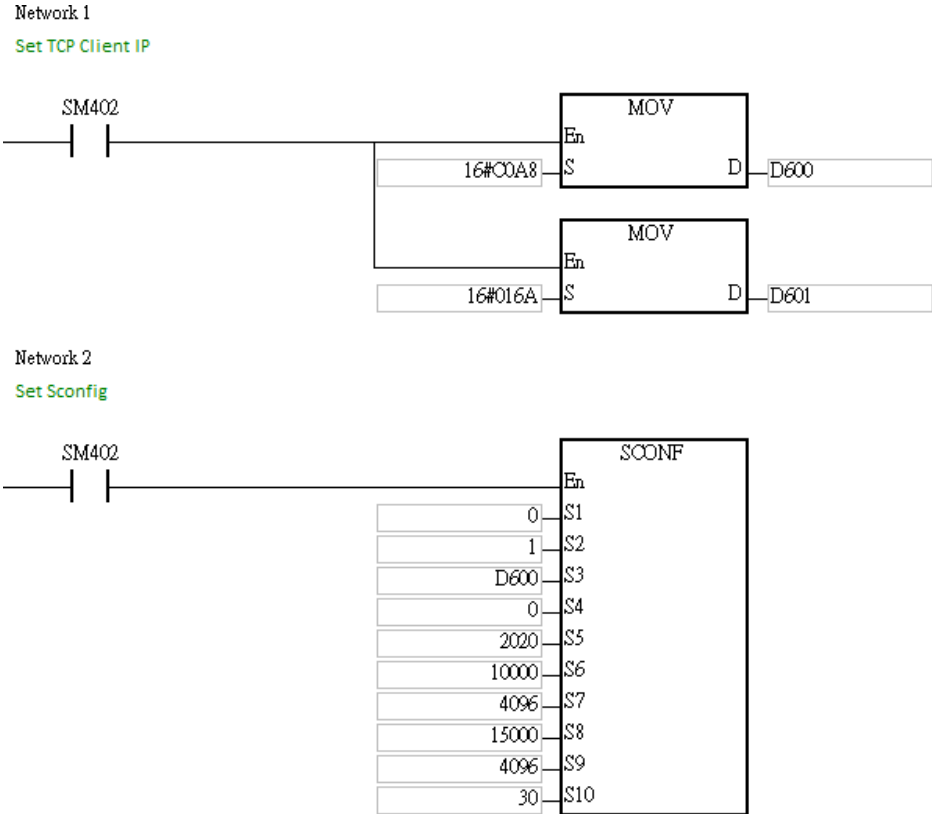 Network 1
Set TCP Client IP
SM402
MOV
En
16#C0A8 S D D600
MOV
En
16#016A S D D601
Network 2
Set Sconfig
SM402
SCONF
En
0 S1
1 S2
D600 S3
0 S4
2020 S5
10000 S6
4096 S7
15000 S8
4096 S9
30 S10